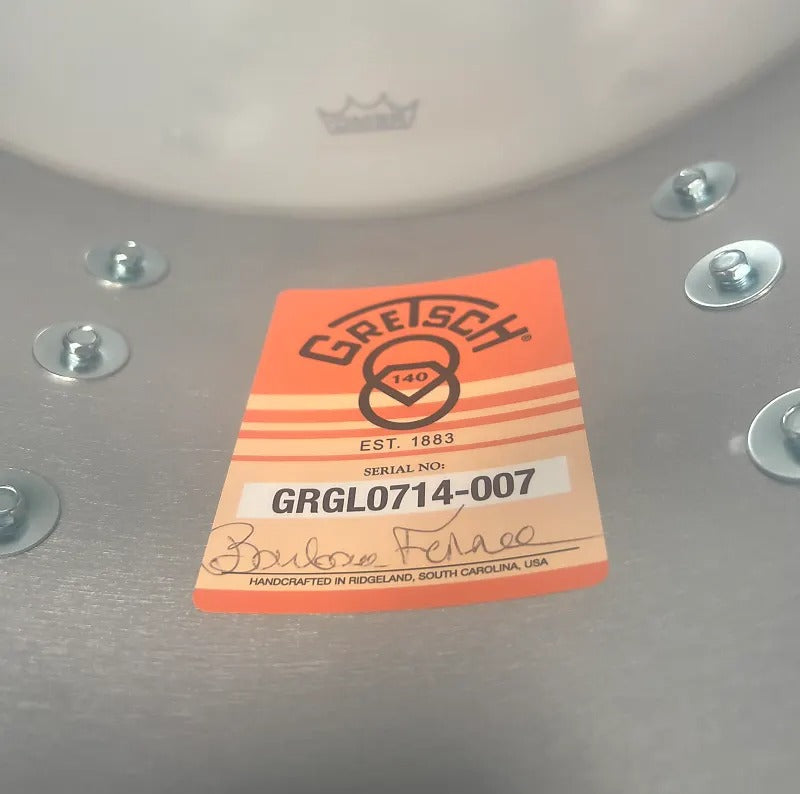 GRETSCH®
140
EST. 1883
SERIAL NO:
GRGL0714-007
HANDCRAFTED IN RIDGELAND, SOUTH CAROLINA, USA